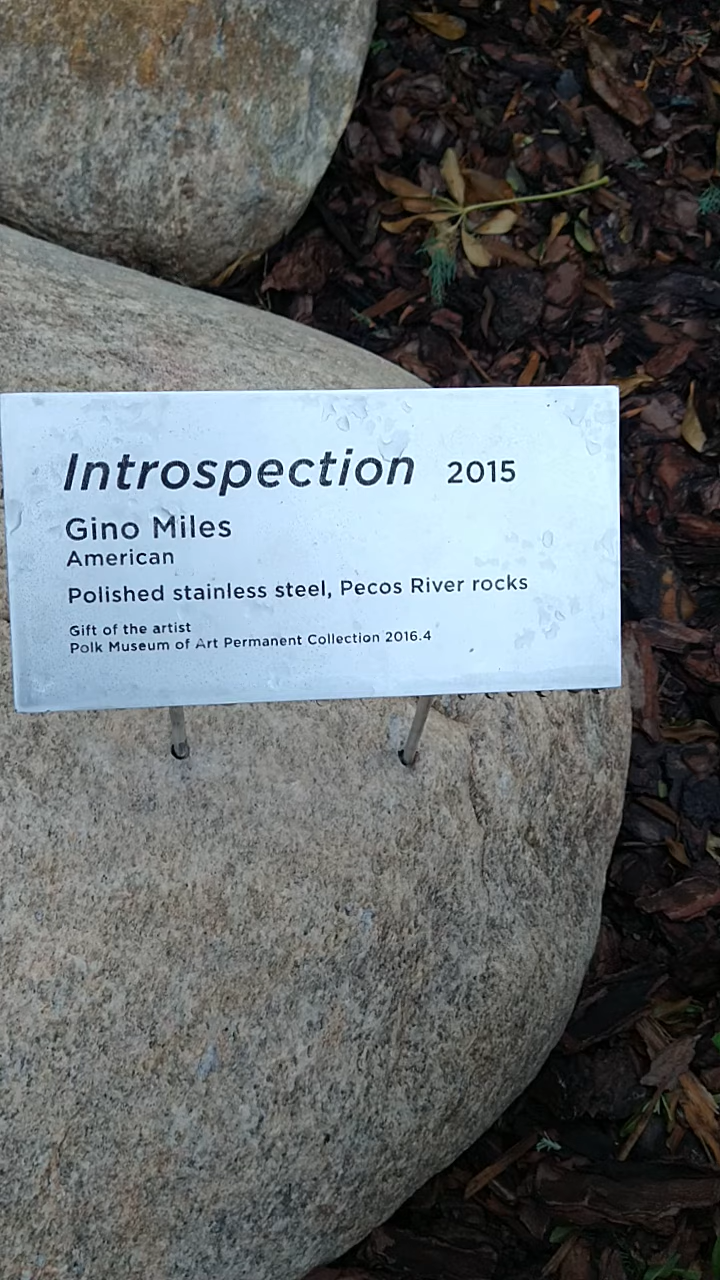 Introspection 2015
Gino Miles
American
Polished stainless steel, Pecos River rocks
Gift of the artist
Polk Museum of Art Permanent Collection 2016.4